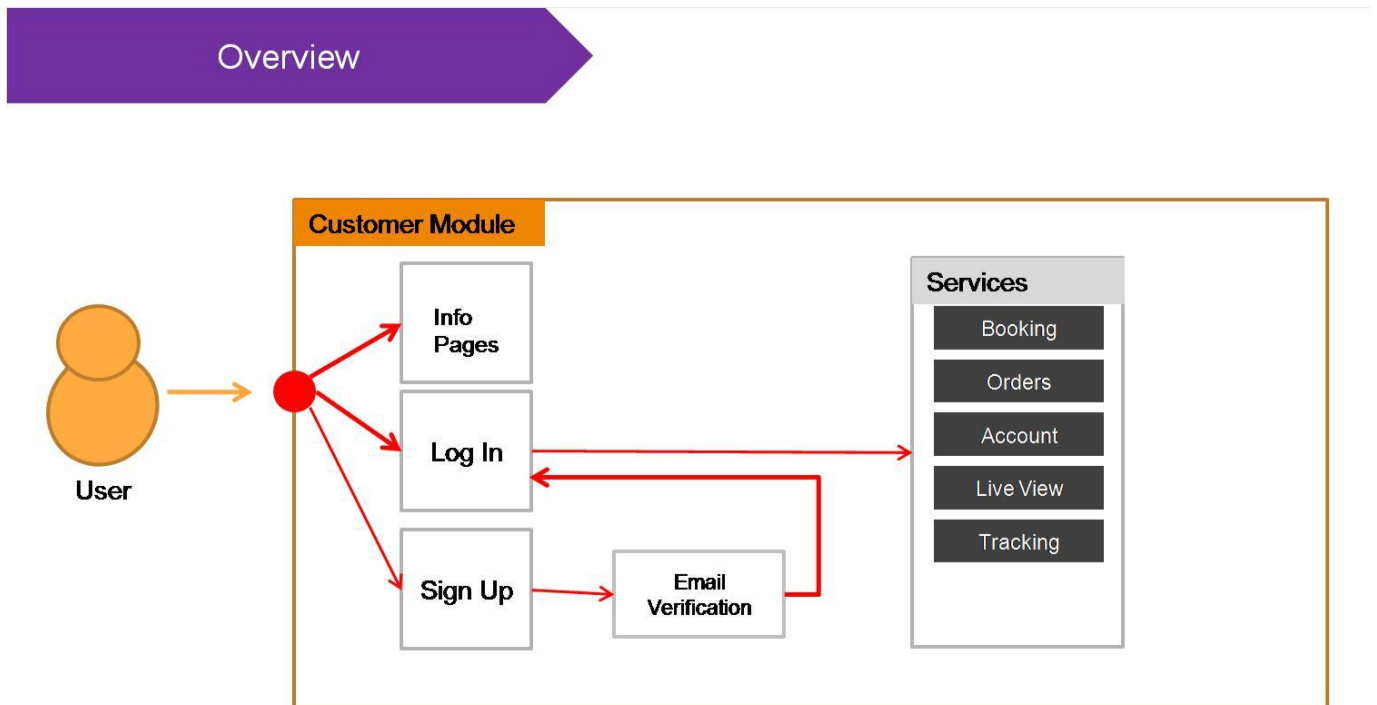 Overview
Customer Module
Info
Pages
Log In
Sign Up
Email
Verification
User
Services
Booking
Orders
Account
Live View
Tracking